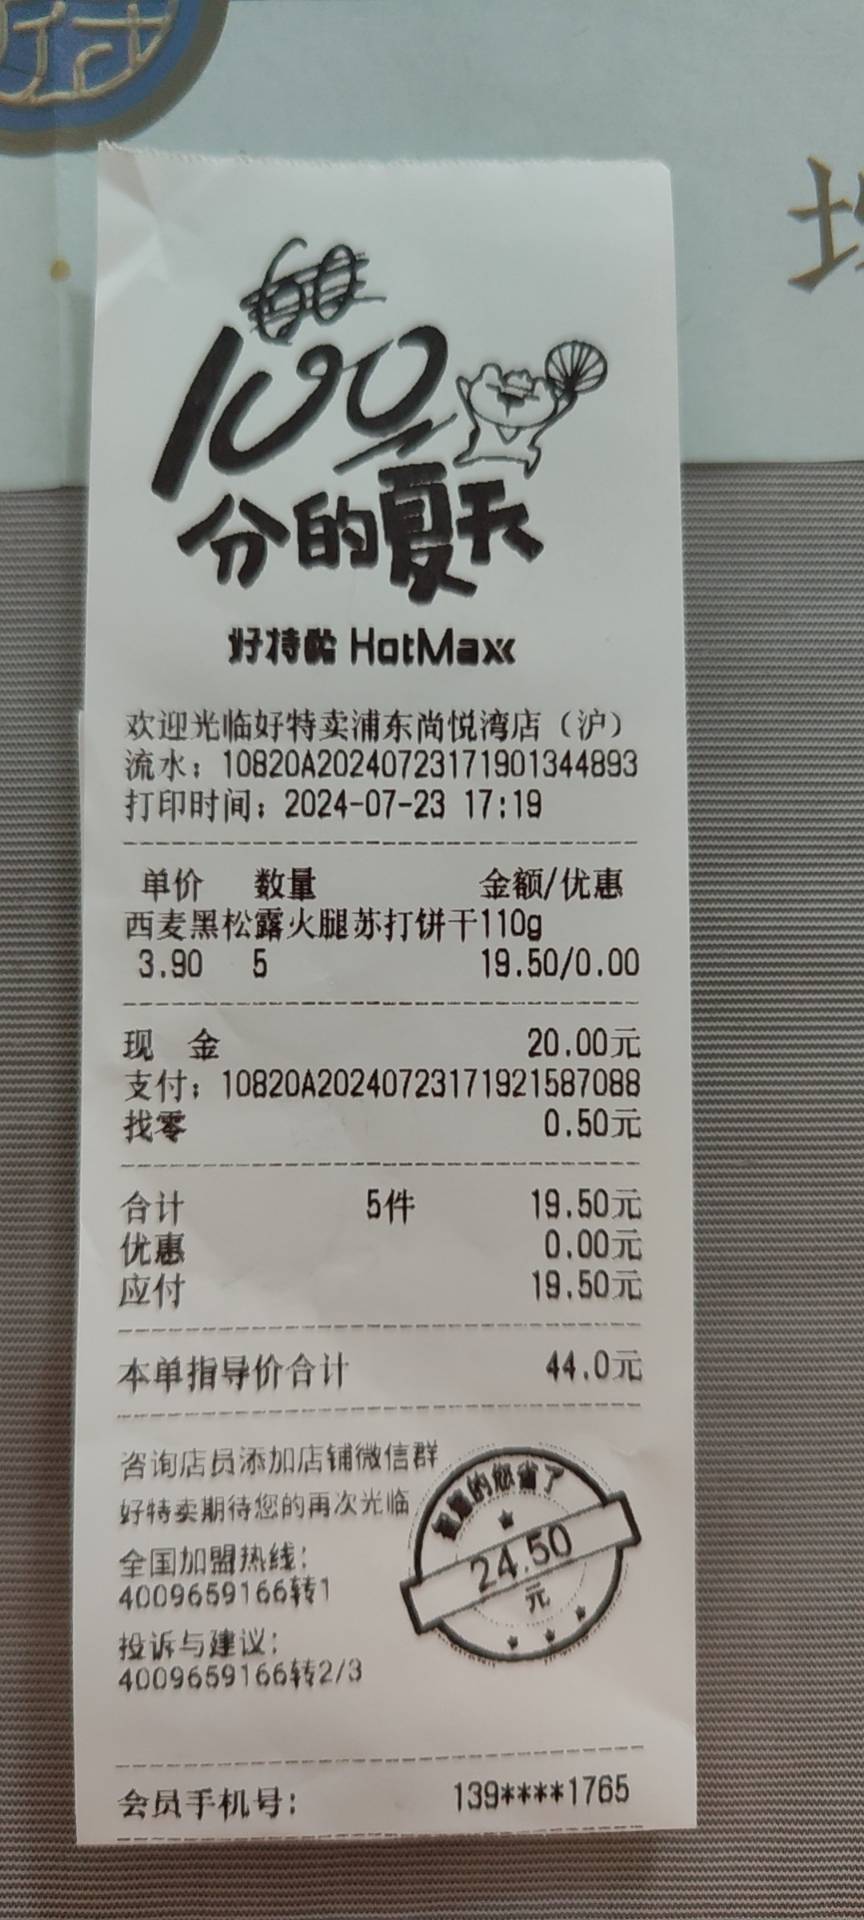 100
分的夏天
好特卖 HotMaxx
欢迎光临好特卖浦东尚悦湾店（沪）
流水：10820A20240723171901344893
打印时间：2024-07-23 17:19
单价 数量 金额/优惠
西麦黑松露火腿苏打饼干110g
3.90 5 19.50/0.00
现 金 20.00元
支付：10820A20240723171921587088
找零 0.50元
合计 5件 19.50元
优惠 0.00元
应付 19.50元
本单指导价合计 44.0元
咨询店员添加店铺微信群
好特卖期待您的再次光临
全国加盟热线：
4009659166转1
投诉与建议：
4009659166转2/3
的您省了
24.50
元
会员手机号： 139****1765